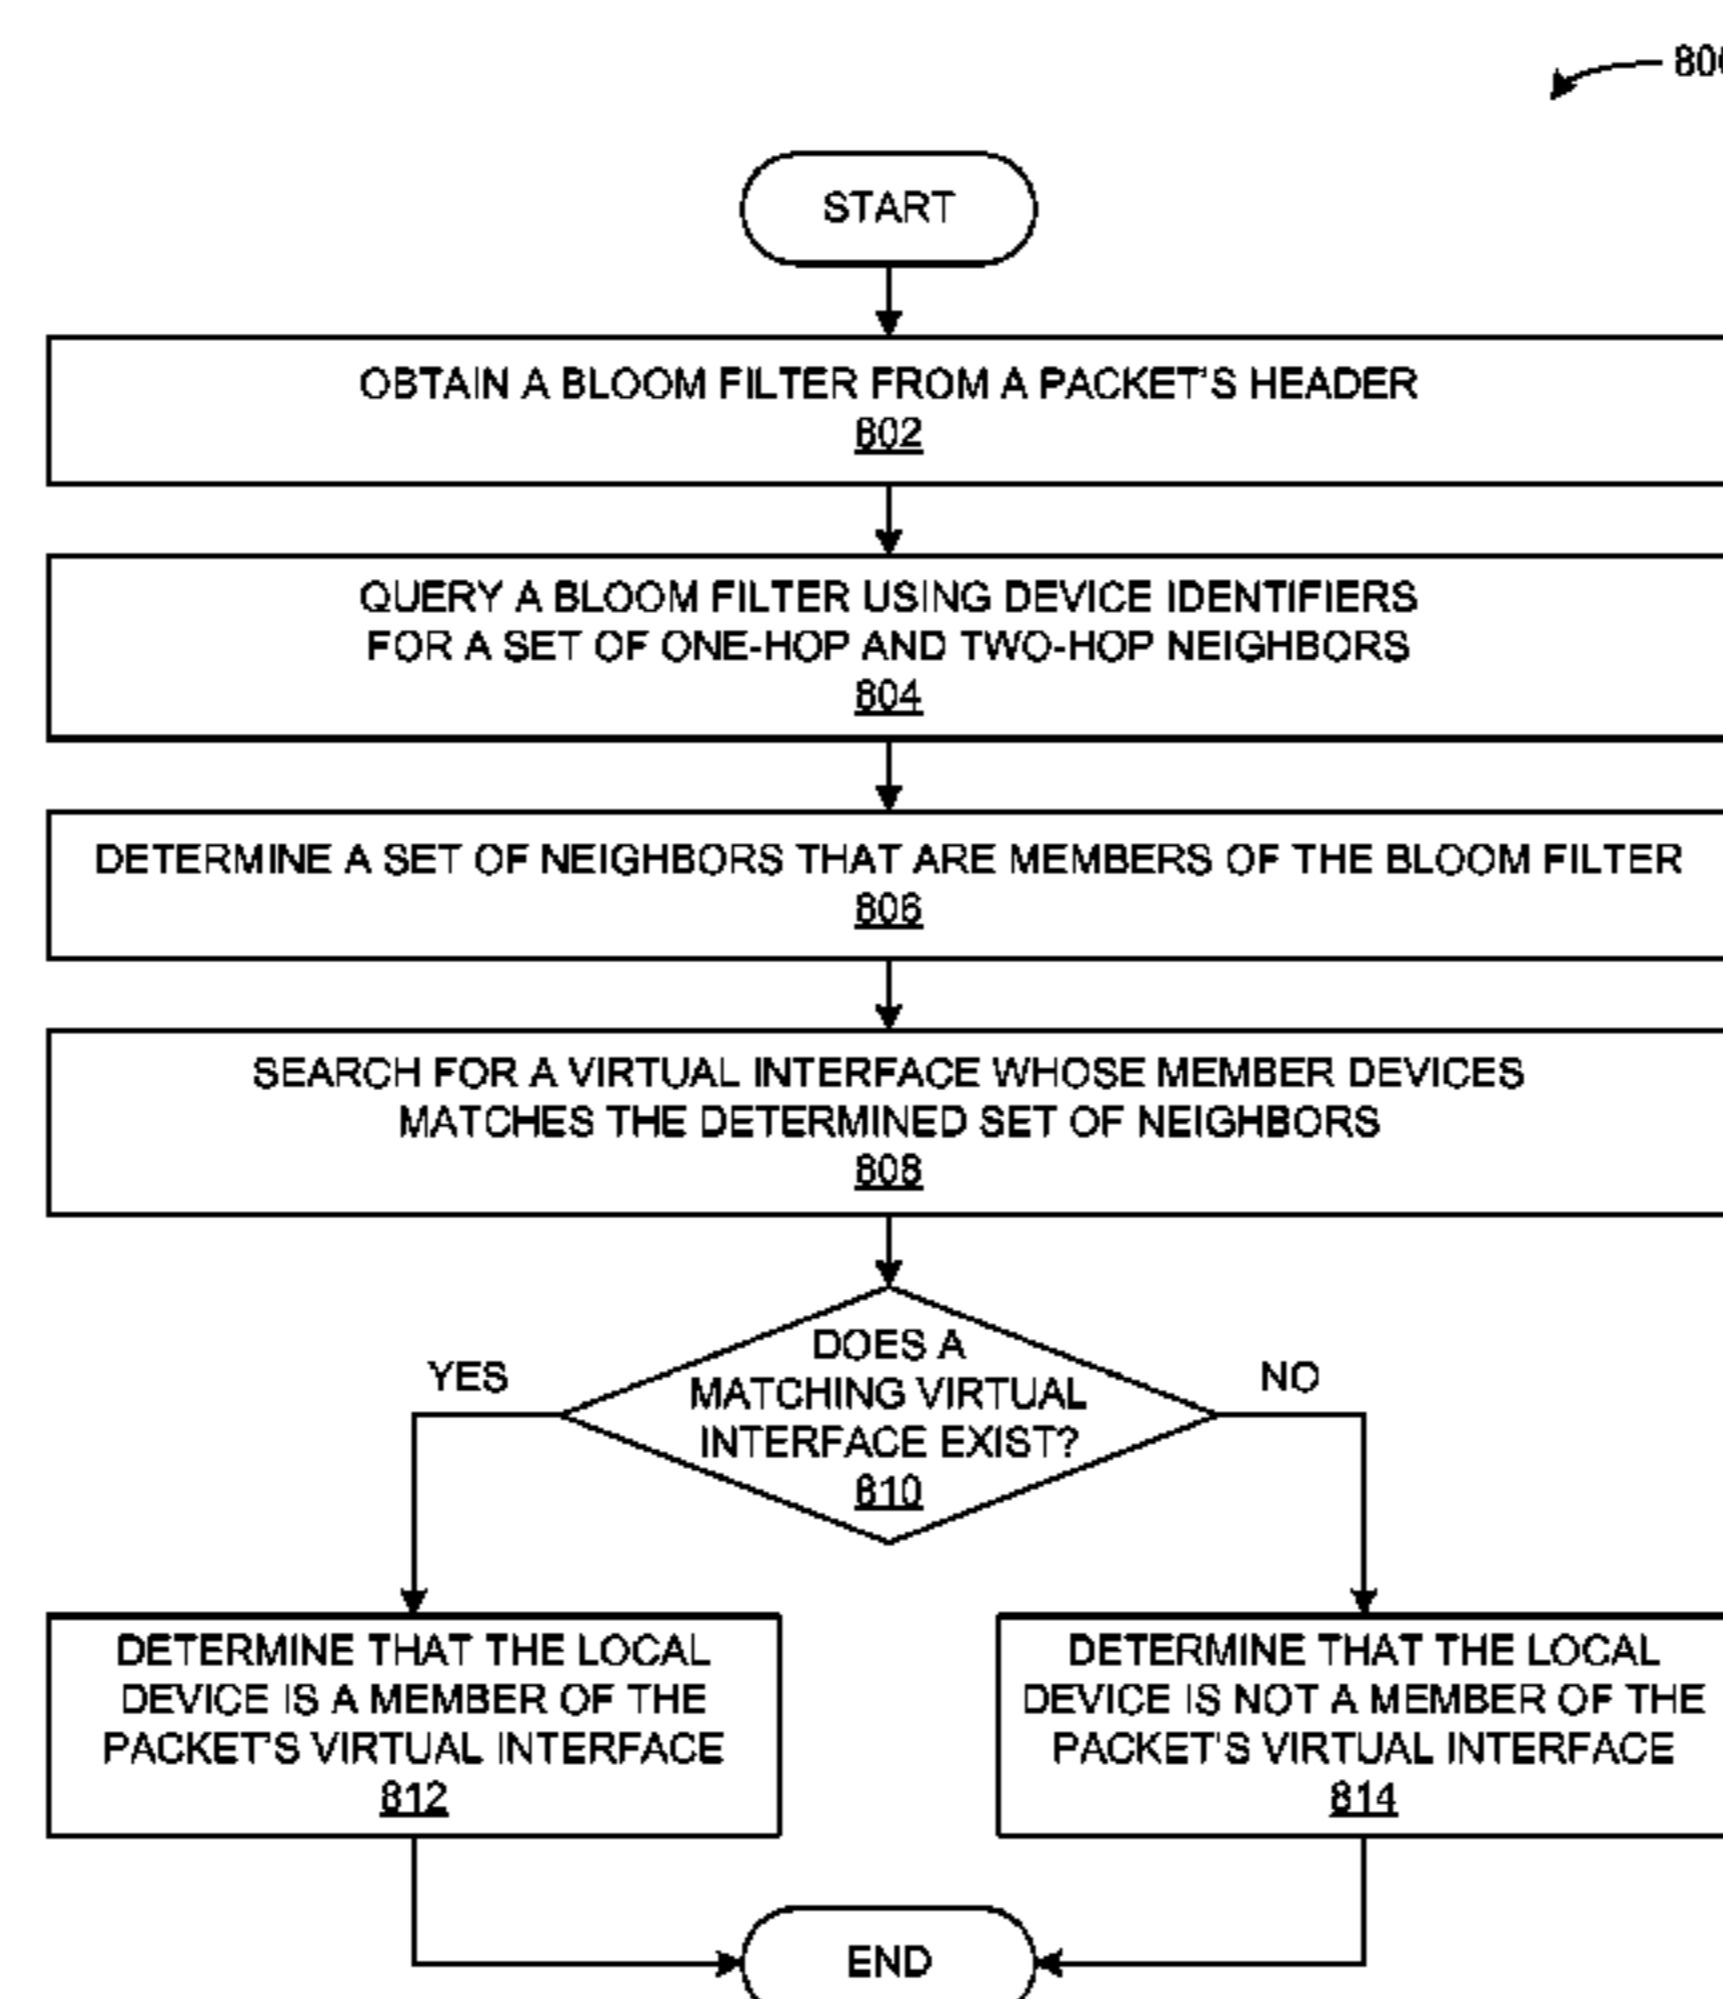 800
START
OBTAIN A BLOOM FILTER FROM A PACKET'S HEADER
802
QUERY A BLOOM FILTER USING DEVICE IDENTIFIERS
FOR A SET OF ONE-HOP AND TWO-HOP NEIGHBORS
804
DETERMINE A SET OF NEIGHBORS THAT ARE MEMBERS OF THE BLOOM FILTER
806
SEARCH FOR A VIRTUAL INTERFACE WHOSE MEMBER DEVICES
MATCHES THE DETERMINED SET OF NEIGHBORS
808
DOES A
MATCHING VIRTUAL
INTERFACE EXIST?
810
YES
NO
DETERMINE THAT THE LOCAL
DEVICE IS A MEMBER OF THE
PACKET'S VIRTUAL INTERFACE
812
DETERMINE THAT THE LOCAL
DEVICE IS NOT A MEMBER OF THE
PACKET'S VIRTUAL INTERFACE
814
END